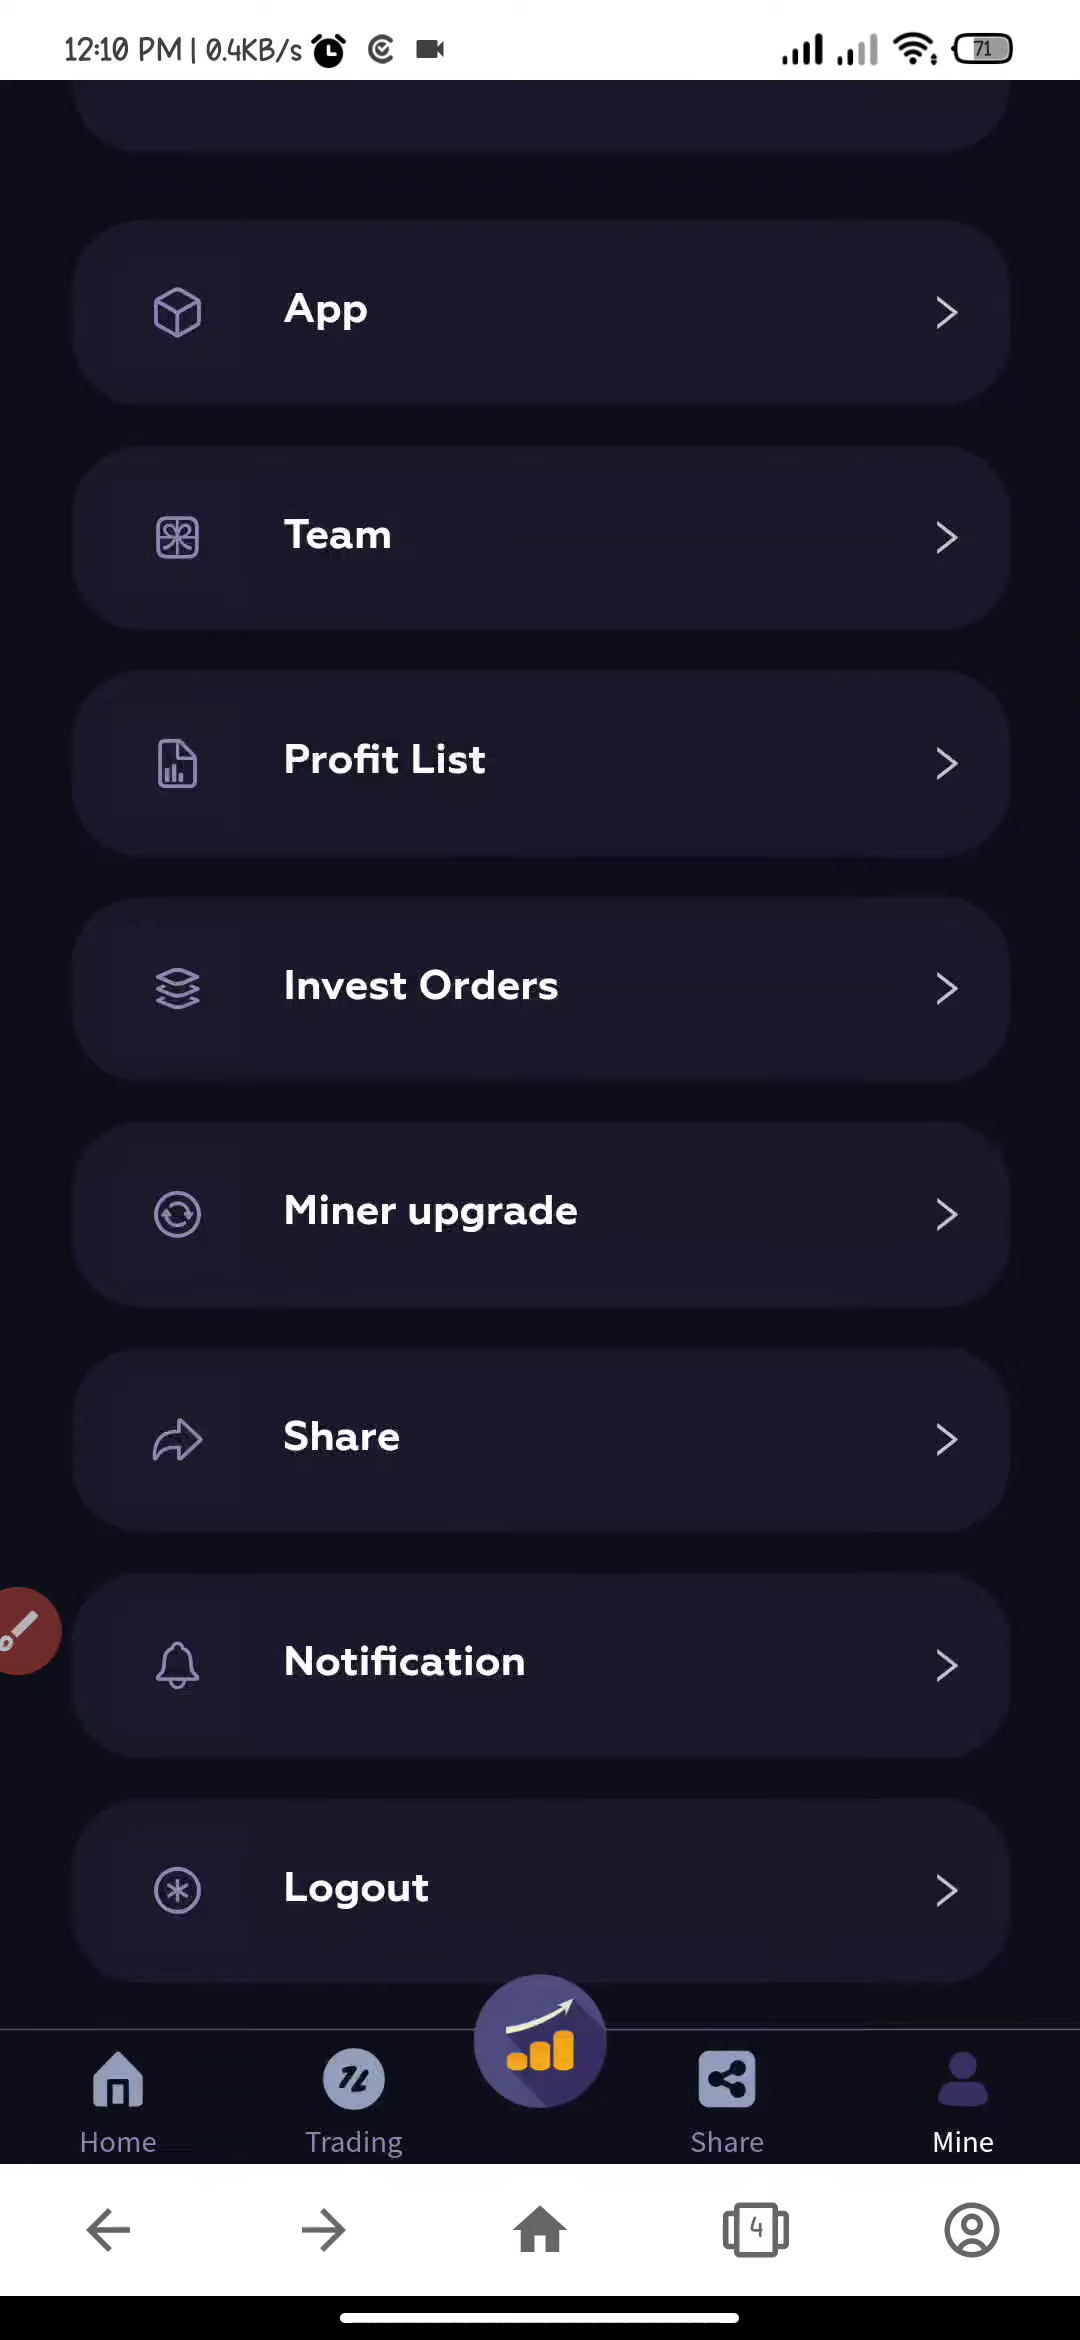 12:10 PM | 0.4KB/s
71
App
Team
Profit List
Invest Orders
Miner upgrade
Share
Notification
Logout
Home
Trading
Share
Mine
4